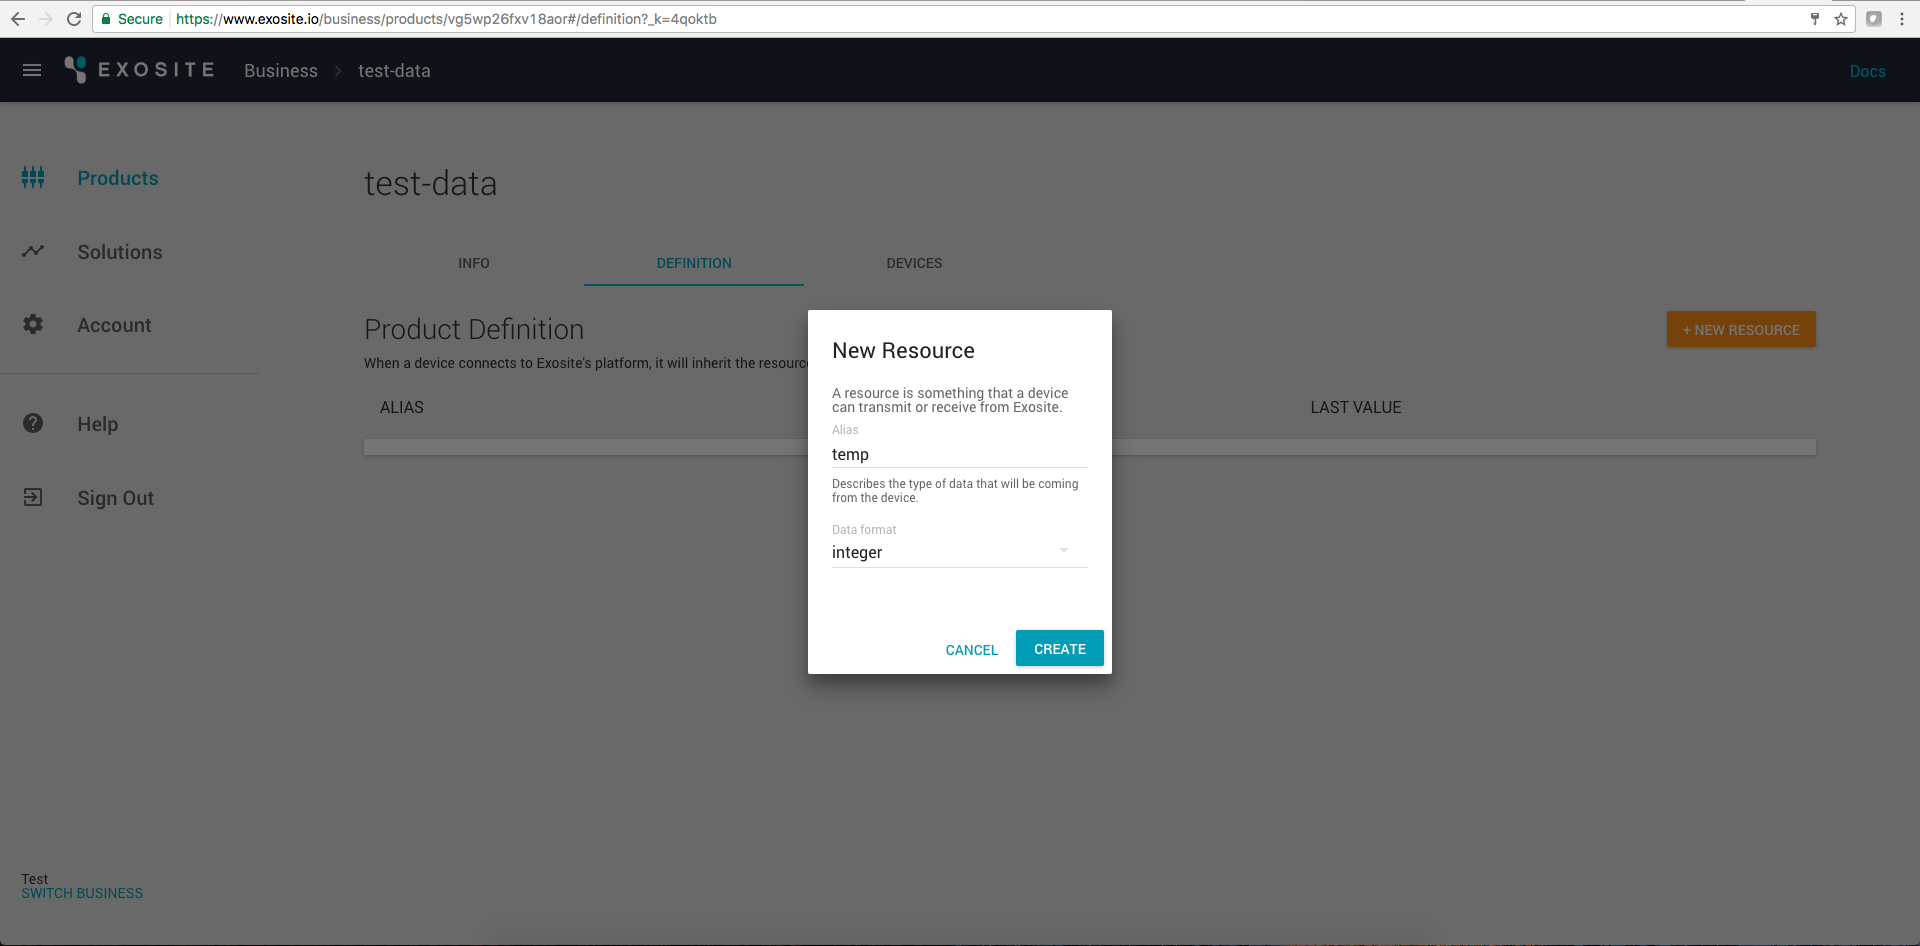 Secure https://www.exosite.io/business/products/vg5wp26fxv18aor#/definition?_k=4qoktb
EXOSITE Business test-data Docs
Products
Solutions
Account
Help
Sign Out
Test
SWITCH BUSINESS
test-data
INFO DEFINITION DEVICES
Product Definition
+ NEW RESOURCE
When a device connects to Exosite's platform, it will inherit the
ALIAS LAST VALUE
New Resource
A resource is something that a device
can transmit or receive from Exosite.
Alias
temp
Describes the type of data that will be coming
from the device.
Data format
integer
CANCEL CREATE